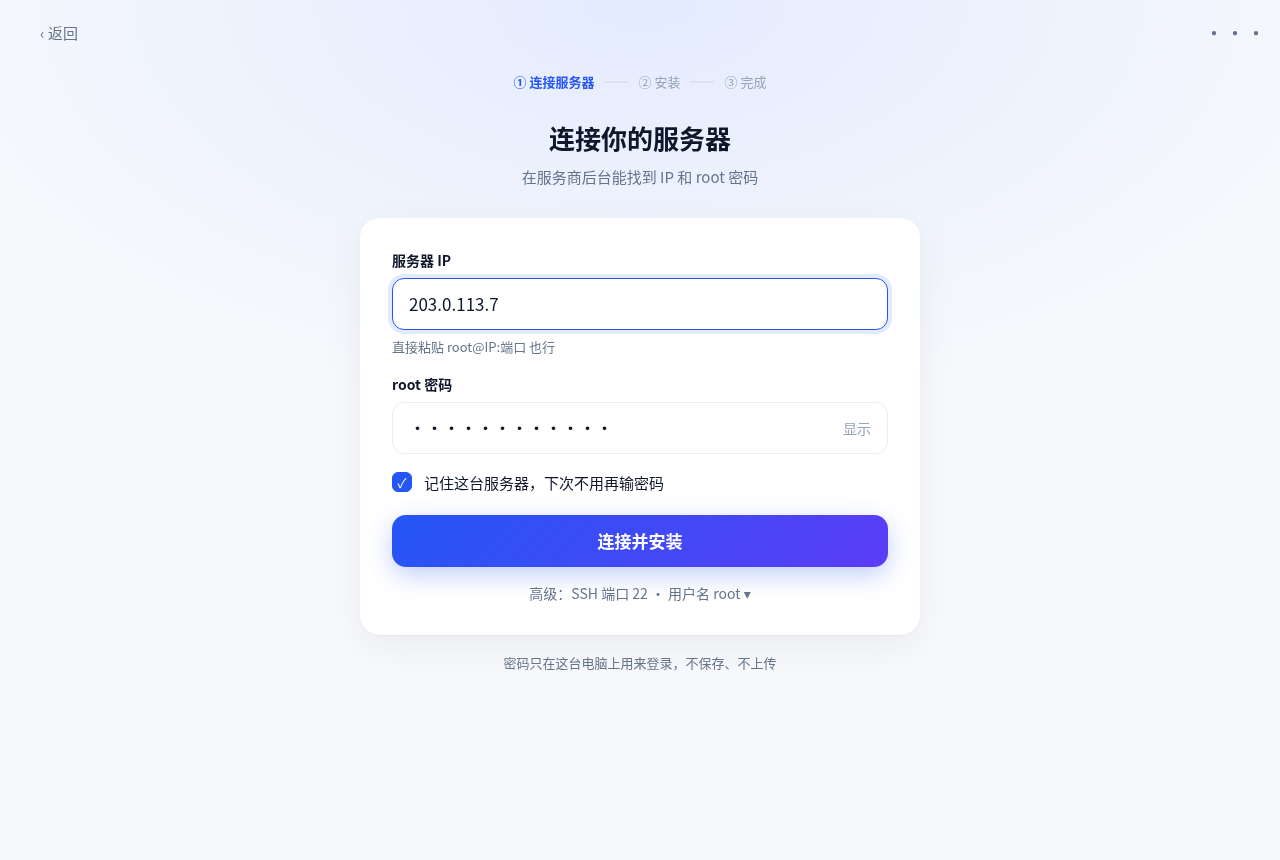 ‹ 返回
• • •
① 连接服务器 ② 安装 ③ 完成
连接你的服务器
在服务商后台能找到 IP 和 root 密码
服务器 IP
203.0.113.7
直接粘贴 root@IP:端口 也行
root 密码
• • • • • • • • • • • •
显示
✓ 记住这台服务器，下次不用再输密码
连接并安装
高级：SSH 端口 22 · 用户名 root ▾
密码只在这台电脑上用来登录，不保存、不上传